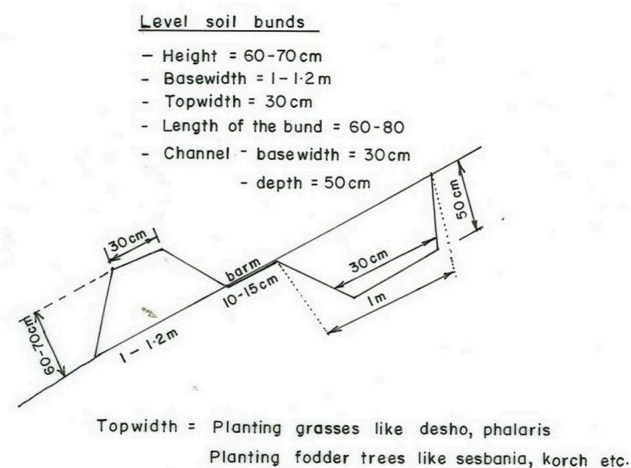 Level soil bunds
- Height = 60-70cm
- Basewidth = 1-1·2m
- Topwidth = 30cm
- Length of the bund = 60-80
- Channel - basewidth = 30cm
- depth = 50cm
30cm
60-70cm
1 - 1·2m
barm
10-15cm
30cm
1m
50cm
Topwidth = Planting grasses like desho, phalaris
Planting fodder trees like sesbania, korch etc.